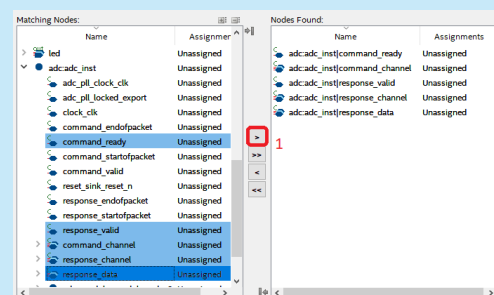 Matching Nodes:
Name Assignmer
led Unassigned
adc:adc_inst Unassigned
adc_pll_clock_clk Unassigned
adc_pll_locked_export Unassigned
clock_clk Unassigned
command_endofpacket Unassigned
command_ready Unassigned
command_startofpacket Unassigned
command_valid Unassigned
reset_sink_reset_n Unassigned
response_endofpacket Unassigned
response_startofpacket Unassigned
response_valid Unassigned
command_channel Unassigned
response_channel Unassigned
response_data Unassigned
>
1
>>
<
<<
Nodes Found:
Name Assignments
adc:adc_inst|command_ready Unassigned
adc:adc_inst|command_channel Unassigned
adc:adc_inst|response_valid Unassigned
adc:adc_inst|response_channel Unassigned
adc:adc_inst|response_data Unassigned